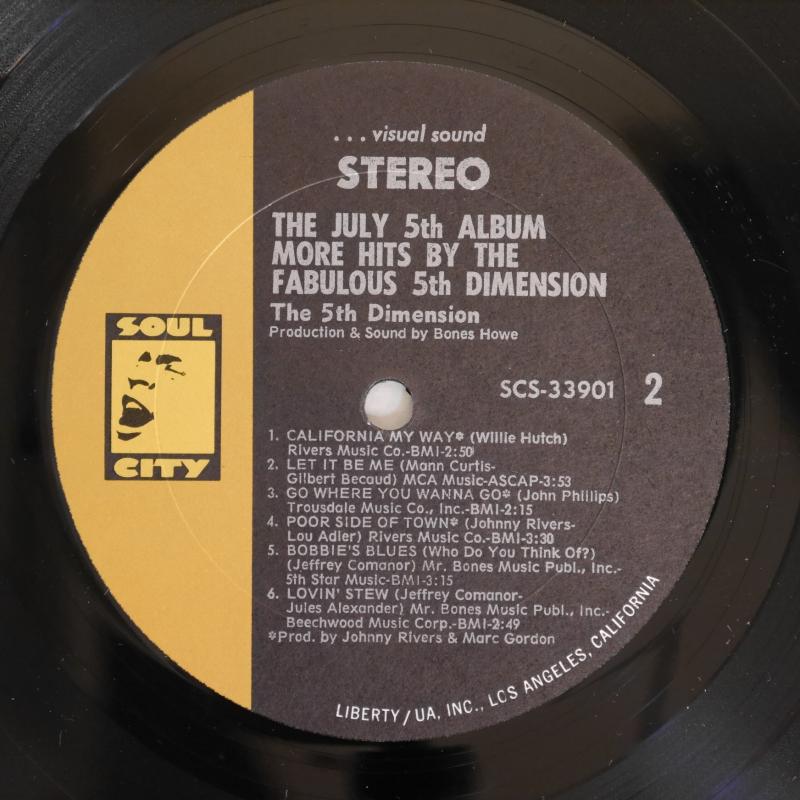 . . . visual sound
STEREO
THE JULY 5th ALBUM
MORE HITS BY THE
FABULOUS 5th DIMENSION
The 5th Dimension
Production & Sound by Bones Howe
SOUL
CITY
SCS-33901 2
1. CALIFORNIA MY WAY* (Willie Hutch)
Rivers Music Co.-BMI-2:50
2. LET IT BE ME (Mann Curtis-
Gilbert Becaud) MCA Music-ASCAP-3:53
3. GO WHERE YOU WANNA GO* (John Phillips)
Trousdale Music Co., Inc.-BMI-2:15
4. POOR SIDE OF TOWN* (Johnny Rivers-
Lou Adler) Rivers Music Co.-BMI-3:30
5. BOBBIE'S BLUES (Who Do You Think Of?)
(Jeffrey Comanor) Mr. Bones Music Publ., Inc.-
5th Star Music-BMI-3:15
6. LOVIN' STEW (Jeffrey Comanor-
Jules Alexander) Mr. Bones Music Publ., Inc.-
Beechwood Music Corp.-BMI-2:49
*Prod. by Johnny Rivers & Marc Gordon
LIBERTY/UA, INC., LOS ANGELES, CALIFORNIA